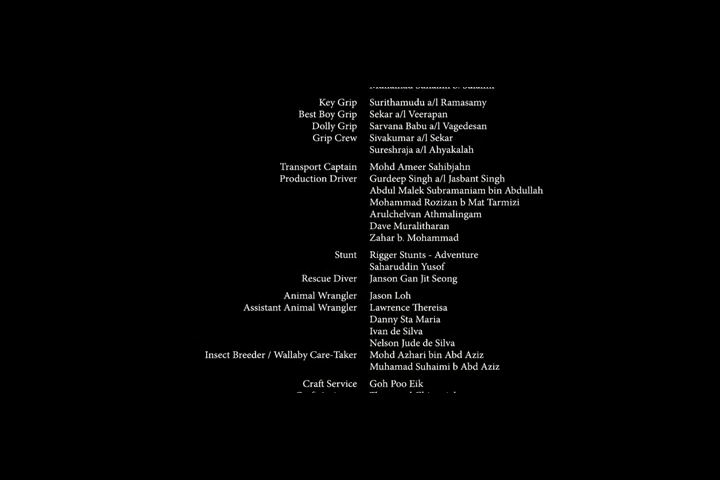 Key Grip Surithamudu a/l Ramasamy
Best Boy Grip Sekar a/l Veerapan
Dolly Grip Sarvana Babu a/l Vagedesan
Grip Crew Sivakumar a/l Sekar
Sureshraja a/l Ahyakalah
Transport Captain Mohd Ameer Sahibjahn
Production Driver Gurdeep Singh a/l Jasbant Singh
Abdul Malek Subramaniam bin Abdullah
Mohammad Rozizan b Mat Tarmizi
Arulchelvan Athmalingam
Dave Muralitharan
Zahar b. Mohammad
Stunt Rigger Stunts - Adventure
Saharuddin Yusof
Rescue Diver Janson Gan Jit Seong
Animal Wrangler Jason Loh
Assistant Animal Wrangler Lawrence Thereisa
Danny Sta Maria
Ivan de Silva
Nelson Jude de Silva
Insect Breeder / Wallaby Care-Taker Mohd Azhari bin Abd Aziz
Muhamad Suhaimi b Abd Aziz
Craft Service Goh Poo Eik